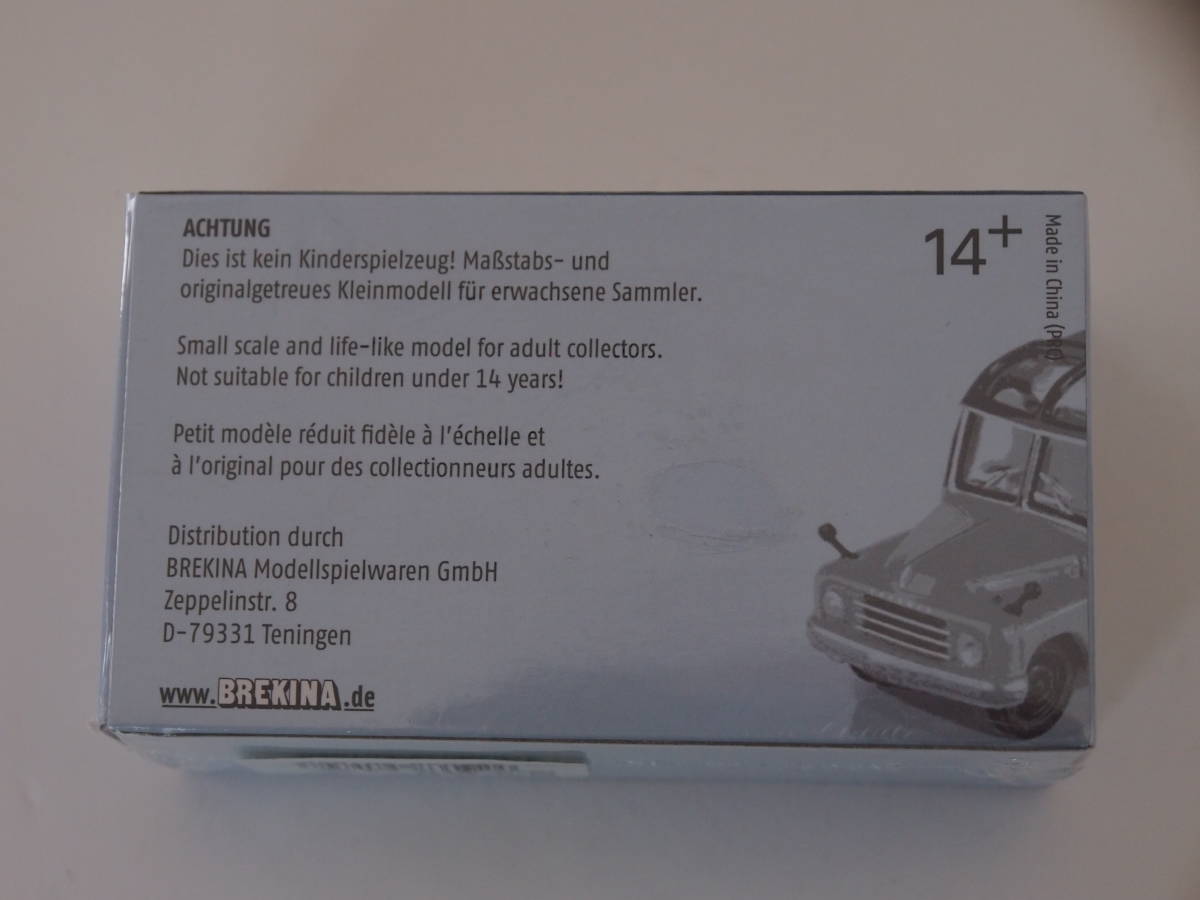 ACHTUNG
Dies ist kein Kinderspielzeug! Maßstabs- und
originalgetreues Kleinmodell für erwachsene Sammler.
Small scale and life-like model for adult collectors.
Not suitable for children under 14 years!
Petit modèle réduit fidèle à l'échelle et
à l'original pour des collectionneurs adultes.
Distribution durch
BREKINA Modellspielwaren GmbH
Zeppelinstr. 8
D-79331 Teningen
www.BREKINA.de
14+
Made in China (PRC)